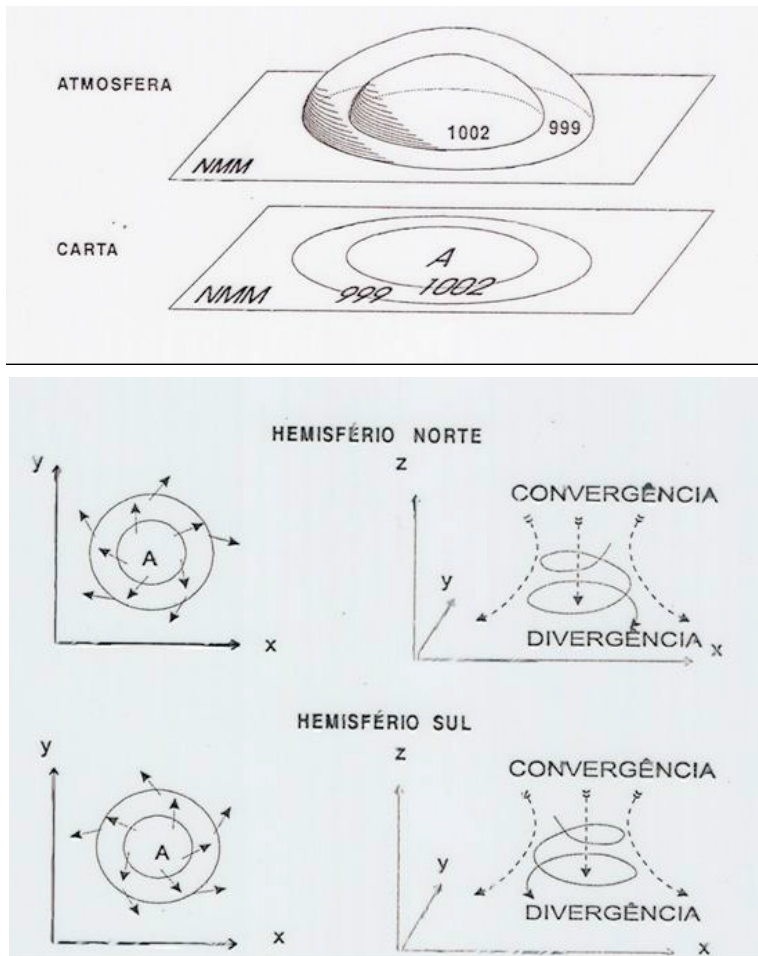 ATMOSFERA
1002
999
NMM
CARTA
A
NMM
999
1002
HEMISFÉRIO NORTE
y
A
x
z
CONVERGÊNCIA
y
DIVERGÊNCIA
x
HEMISFÉRIO SUL
y
A
x
z
CONVERGÊNCIA
y
DIVERGÊNCIA
x